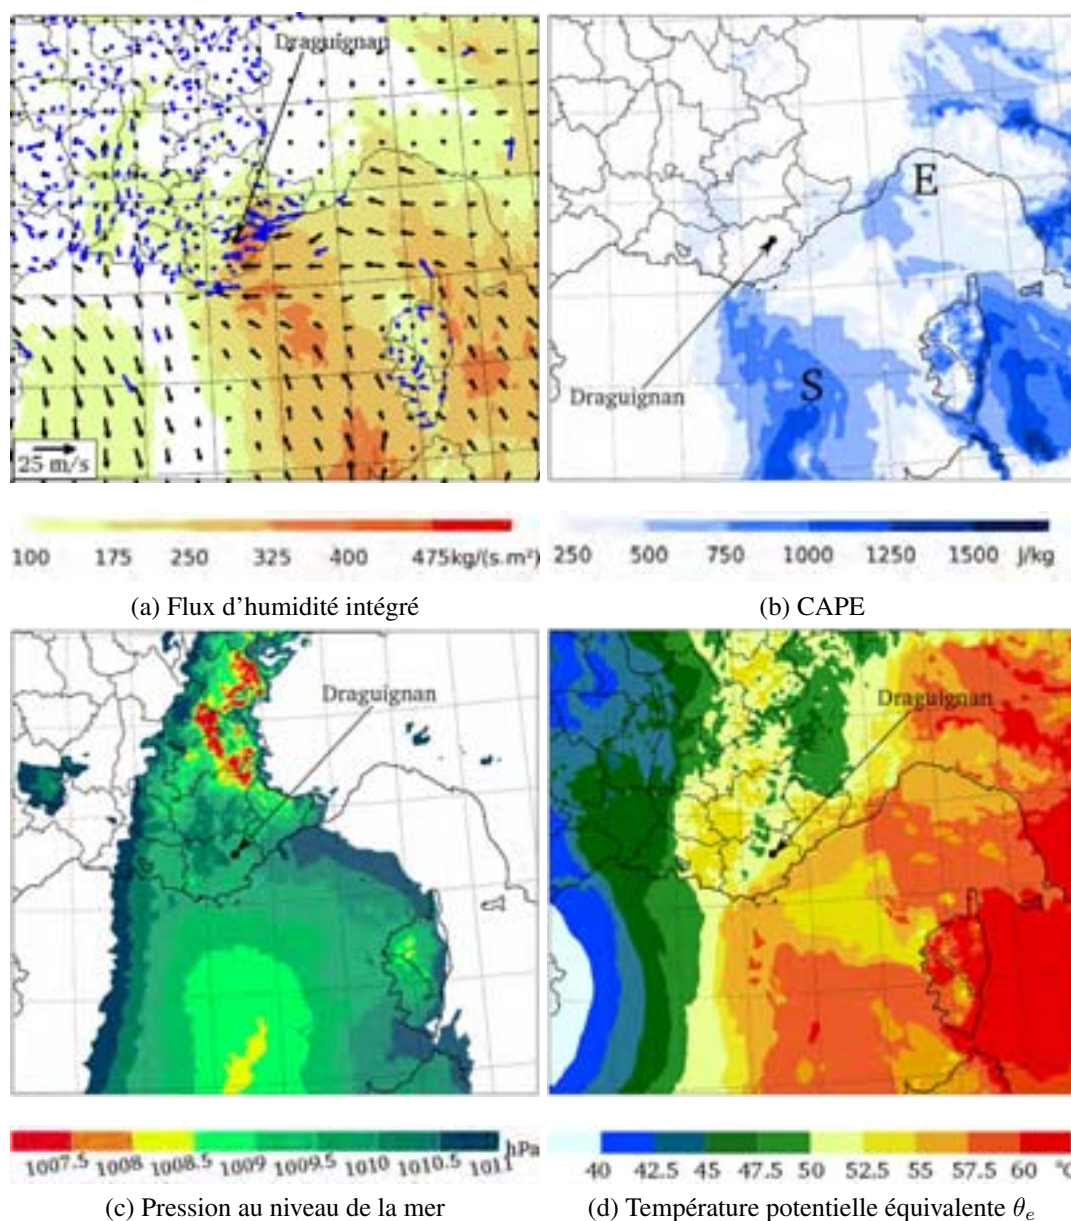 Draguignan
25 m/s
E
S
Draguignan
100 175 250 325 400 475kg/(s.m²)
250 500 750 1000 1250 1500 J/kg
(a) Flux d'humidité intégré
(b) CAPE
Draguignan
Draguignan
1007.5 1008 1008.5 1009 1009.5 1010 1010.5 1011 hPa
40 42.5 45 47.5 50 52.5 55 57.5 60 °C
(c) Pression au niveau de la mer
(d) Température potentielle équivalente θe